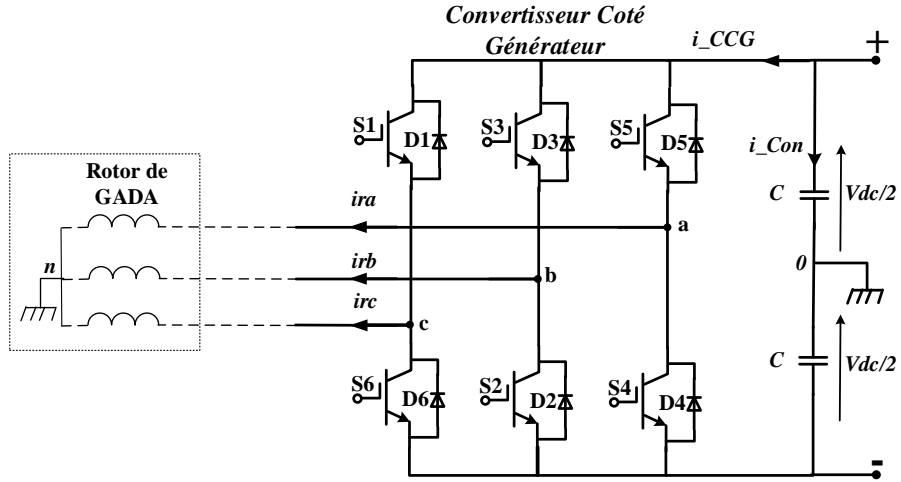 Convertisseur Coté
Générateur
i_CCG
+
S1
D1
S3
D3
S5
D5
i_Con
C
Vdc/2
Rotor de
GADA
ira
a
n
irb
b
0
irc
c
S6
D6
S2
D2
S4
D4
C
Vdc/2
-